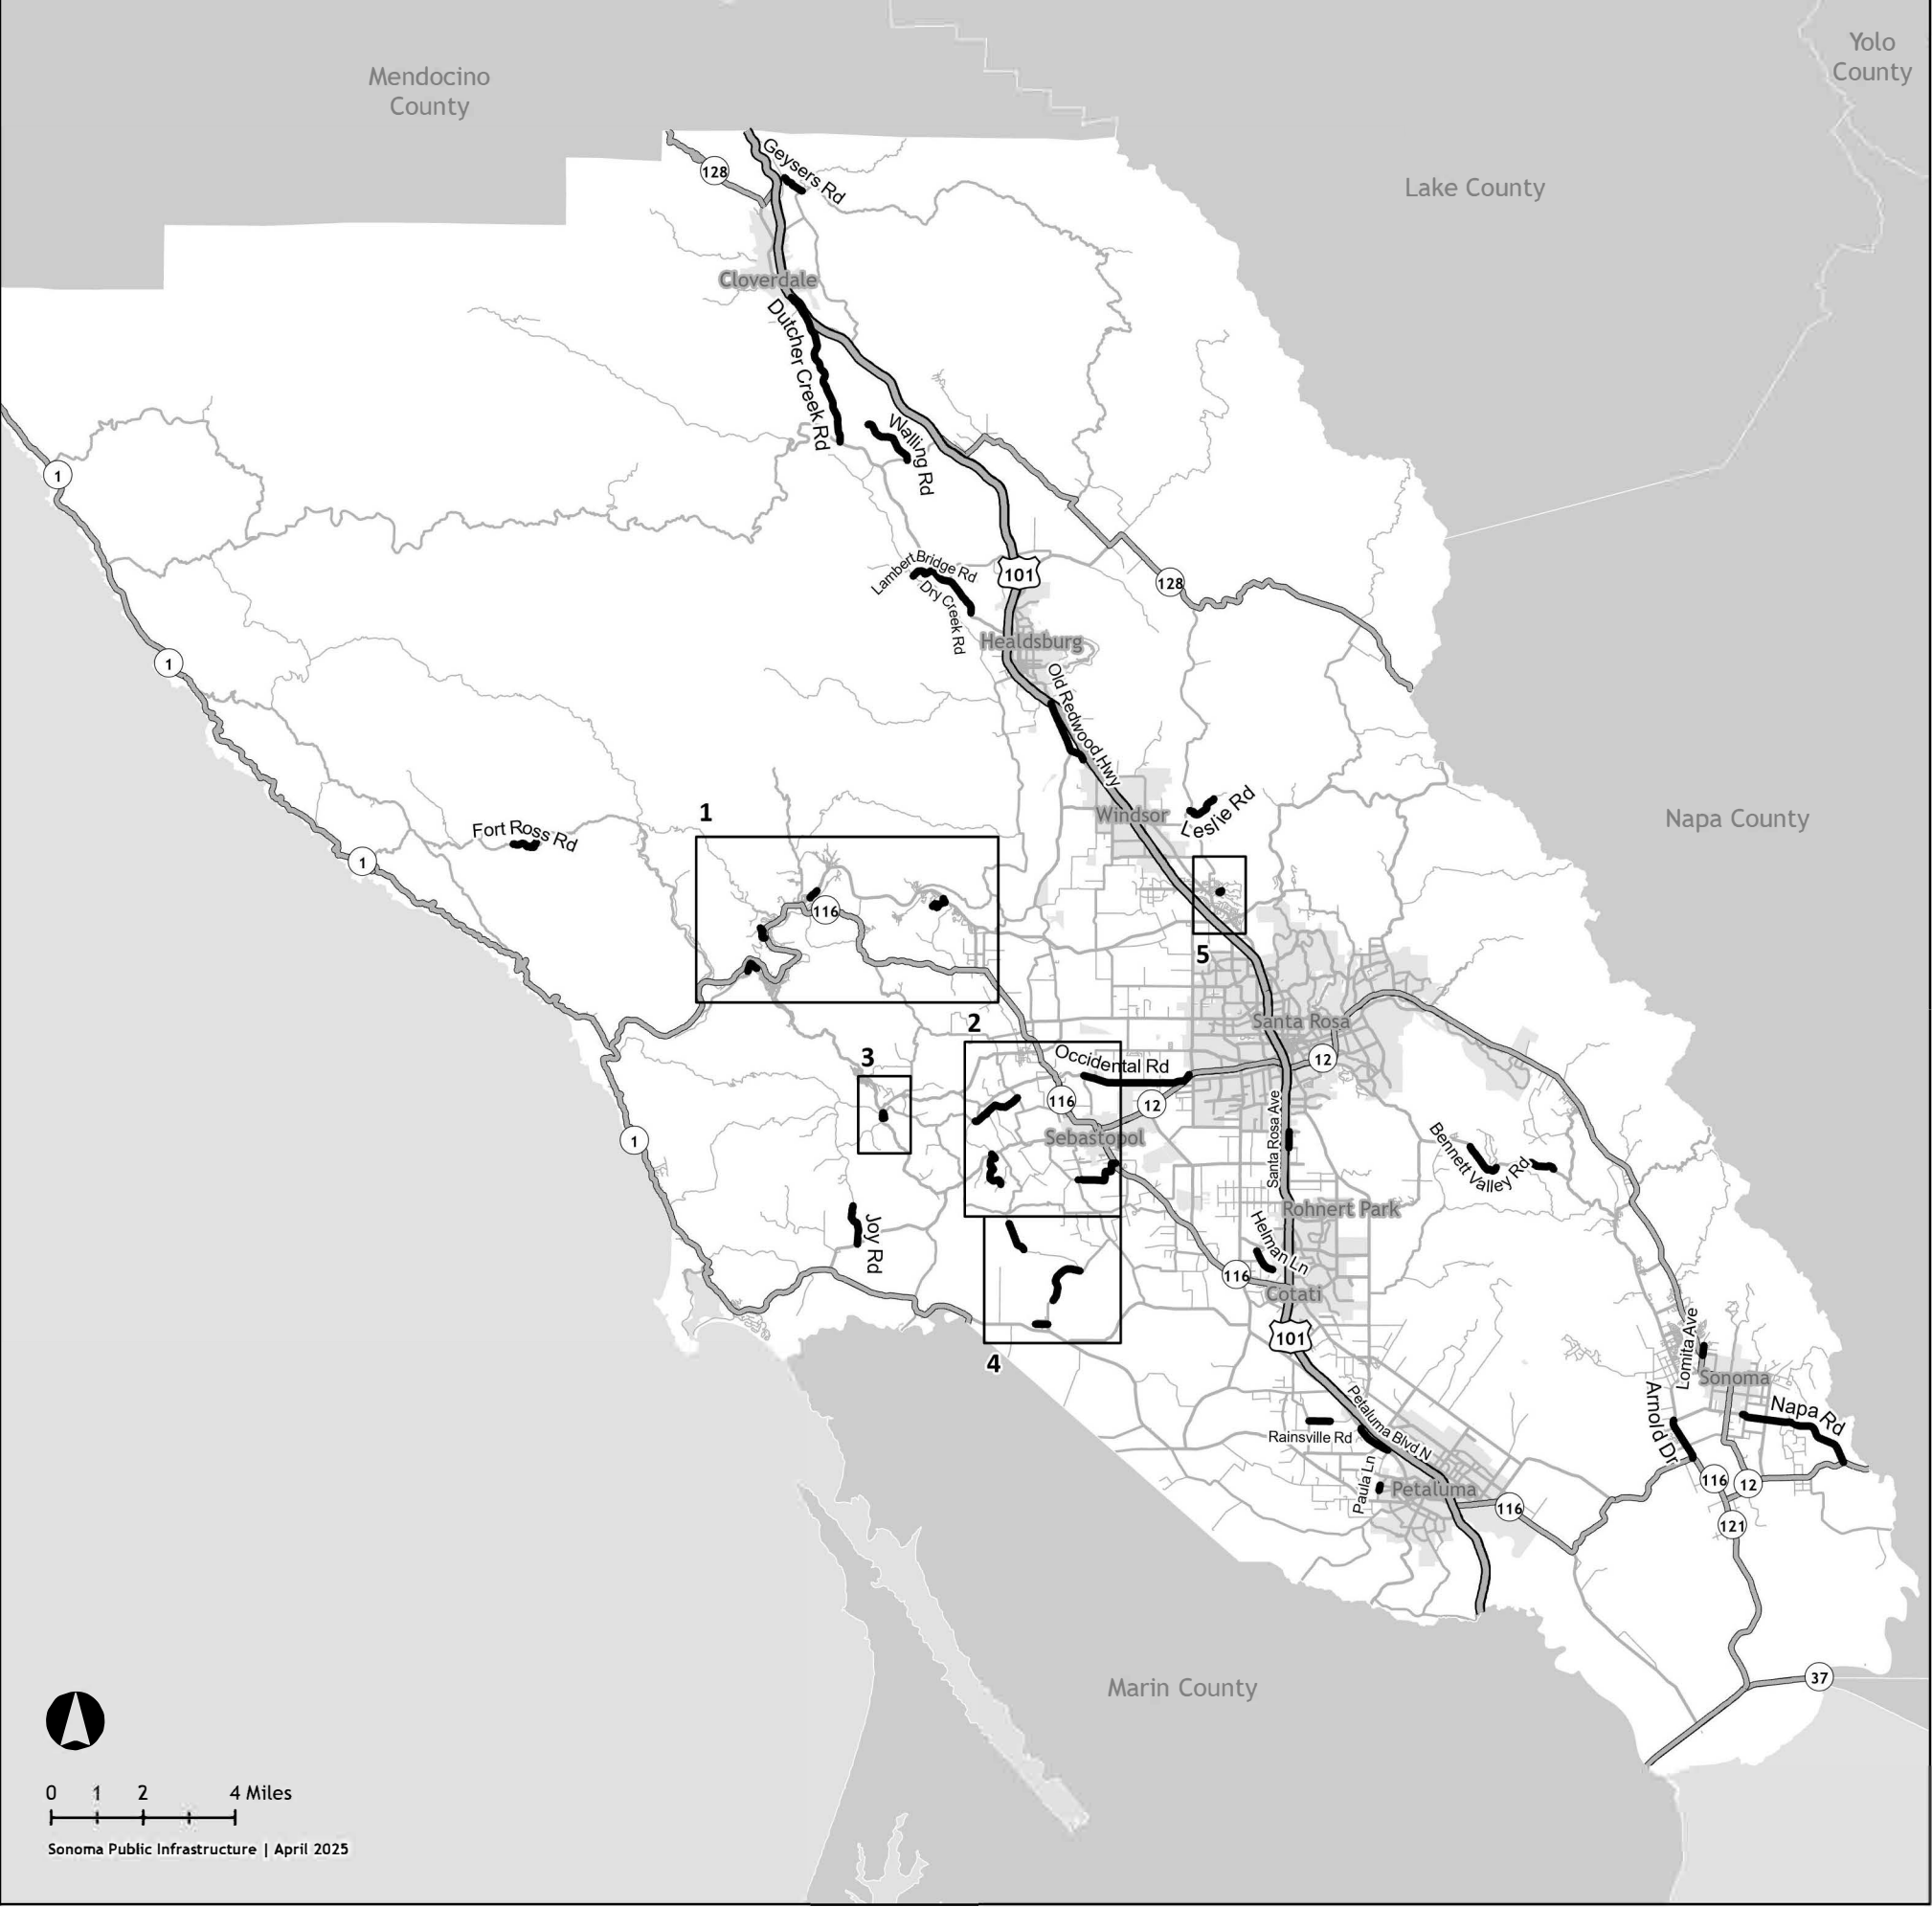 Mendocino
County
Yolo
County
Lake County
128
Geysers Rd
Cloverdale
Dutcher Creek Rd
Walling Rd
1
101
128
Lambert Bridge Rd
Dry Creek Rd
Healdsburg
1
Old Redwood Hwy
Windsor
Leslie Rd
Napa County
1
Fort Ross Rd
1
116
5
2
Santa Rosa
12
3
Occidental Rd
116
12
Sebastopol
1
Santa Rosa Ave
Bennett Valley Rd
Rohnert Park
Joy Rd
Helman Ln
116
Cotati
101
4
Lomita Ave
Sonoma
Arnold Dr
Napa Rd
Petaluma Blvd N
Rainsville Rd
Paula Ln
Petaluma
116
116
12
121
Marin County
37
0 1 2 4 Miles
Sonoma Public Infrastructure | April 2025